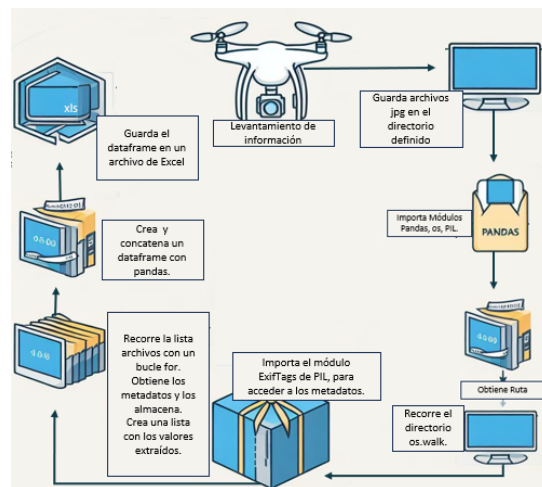 Levantamiento de
información
Guarda archivos
jpg en el
directorio
definido
Importa Módulos
Pandas, os, PIL.
PANDAS
Obtiene Ruta
Recorre el
directorio
os.walk.
Importa el módulo
ExifTags de PIL, para
acceder a los metadatos.
Recorre la lista
archivos con un
bucle for.
Obtiene los
metadatos y los
almacena.
Crea una lista
con los valores
extraídos.
Crea y
concatena un
dataframe con
pandas.
Guarda el
dataframe en un
archivo de Excel
xls